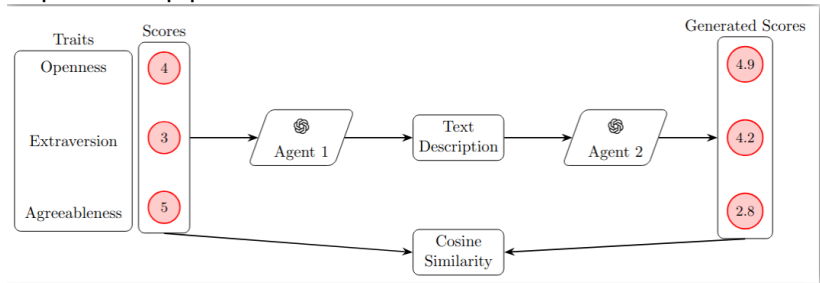 Traits
Scores
Generated Scores
Openness
4
4.9
Extraversion
3
Agent 1
Text
Description
Agent 2
4.2
Agreeableness
5
2.8
Cosine
Similarity